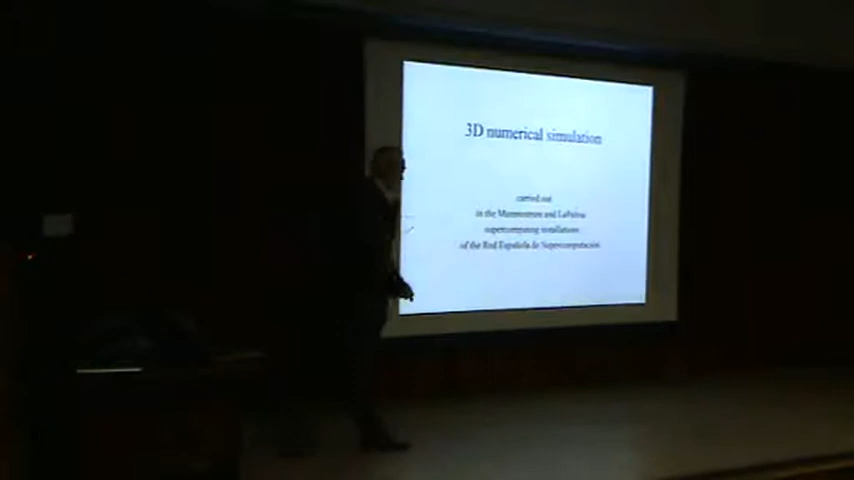 3D numerical simulation
carried out
in the Marenostrum and LaPalma
supercomputing installations
of the Red Española de Supercomputación